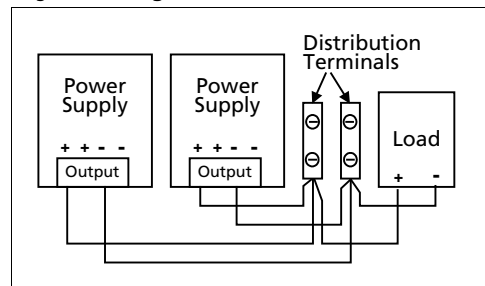 Distribution
Terminals
Power
Supply
+ + - -
Output
Power
Supply
+ + - -
Output
Load
+ -